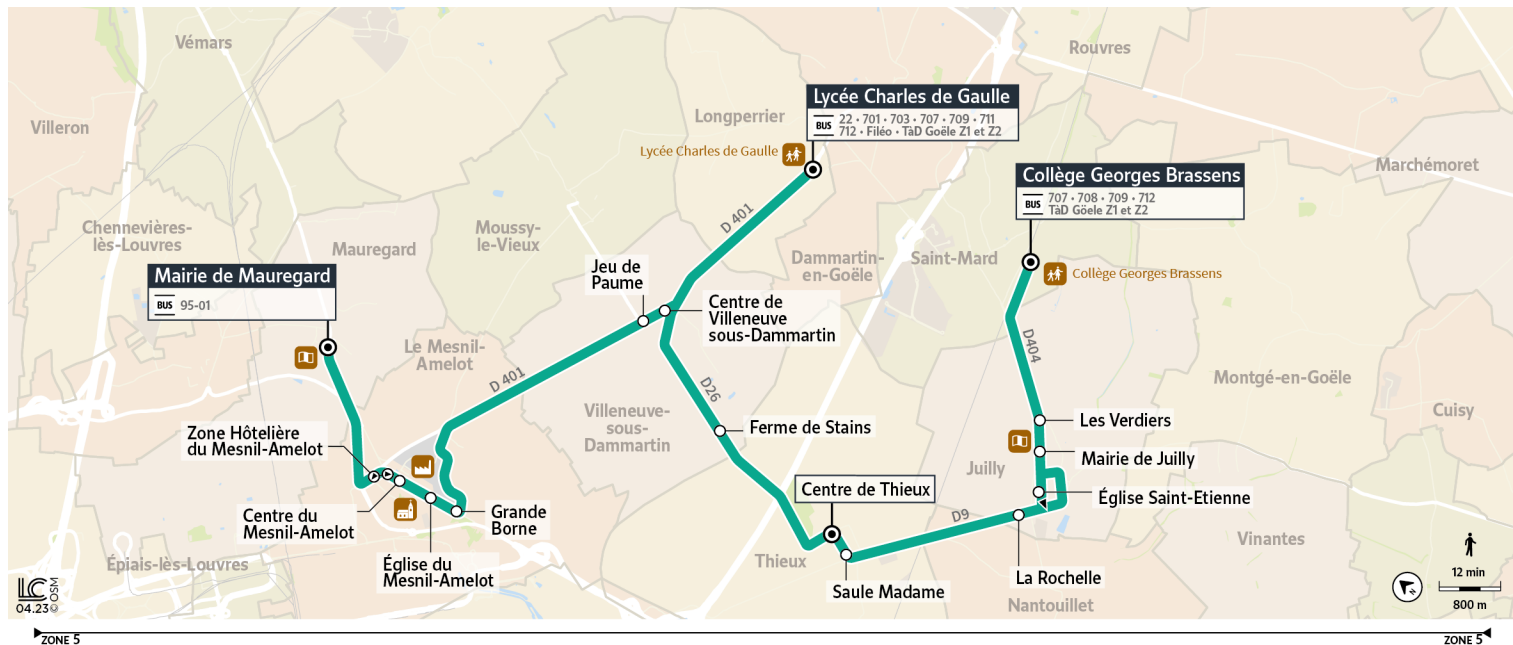 Vémars
Rouvres
Villeron
Longperrier
Lycée Charles de Gaulle
BUS
22 • 701 • 703 • 707 • 709 • 711
712 • Filéo • TàD Goële Z1 et Z2
Lycée Charles de Gaulle
Marchémoret
Collège Georges Brassens
BUS
707 • 708 • 709 • 712
TàD Göele Z1 et Z2
Collège Georges Brassens
Chennevières-
lès-Louvres
Mauregard
Moussy-
le-Vieux
D 401
Dammartin-
en-Goële
Saint-Mard
Mairie de Mauregard
BUS
95-01
Jeu de
Paume
Centre de
Villeneuve
sous-Dammartin
Le Mesnil-
Amelot
D 401
D26
D404
Montgé-en-Goële
Cuisy
Villeneuve-
sous-
Dammartin
Ferme de Stains
Les Verdiers
Zone Hôtelière
du Mesnil-Amelot
Mairie de Juilly
Juilly
Centre de Thieux
Église Saint-Etienne
Grande
Borne
Centre du
Mesnil-Amelot
D9
Vinantes
Église du
Mesnil-Amelot
Épiais-lès-Louvres
Thieux
Saule Madame
La Rochelle
Nantouillet
N
12 min
800 m
LC
04.23
© OSM
ZONE 5
ZONE 5